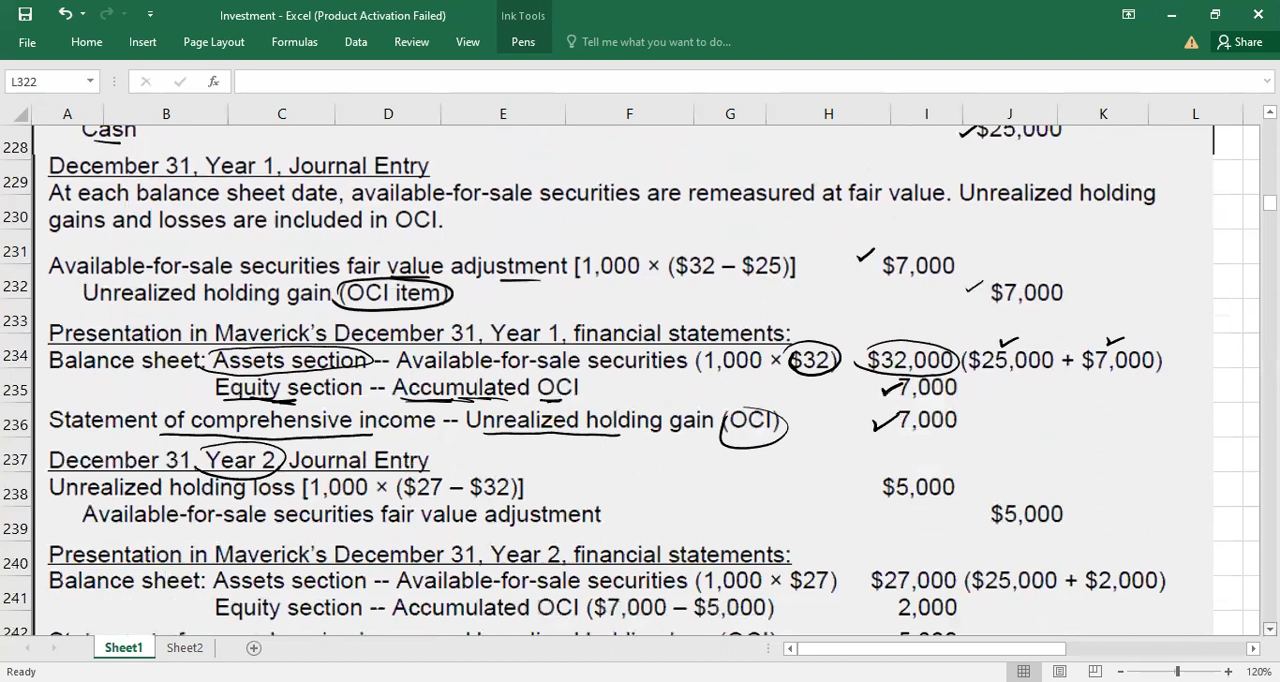 Investment - Excel (Product Activation Failed)
Ink Tools
File Home Insert Page Layout Formulas Data Review View Pens Tell me what you want to do... Share
L322 fx
A B C D E F G H I J K L
228 Cash $25,000
229 December 31, Year 1, Journal Entry
At each balance sheet date, available-for-sale securities are remeasured at fair value. Unrealized holding
230 gains and losses are included in OCI.
231
Available-for-sale securities fair value adjustment [1,000 × ($32 – $25)] $7,000
232 Unrealized holding gain (OCI item) $7,000
233 Presentation in Maverick's December 31, Year 1, financial statements:
234 Balance sheet: Assets section -- Available-for-sale securities (1,000 × $32) $32,000 ($25,000 + $7,000)
235 Equity section -- Accumulated OCI 7,000
236 Statement of comprehensive income -- Unrealized holding gain (OCI) 7,000
237 December 31, Year 2, Journal Entry
238 Unrealized holding loss [1,000 × ($27 – $32)] $5,000
239 Available-for-sale securities fair value adjustment $5,000
240 Presentation in Maverick's December 31, Year 2, financial statements:
Balance sheet: Assets section -- Available-for-sale securities (1,000 × $27) $27,000 ($25,000 + $2,000)
241 Equity section -- Accumulated OCI ($7,000 – $5,000) 2,000
242
Sheet1 Sheet2
Ready 120%